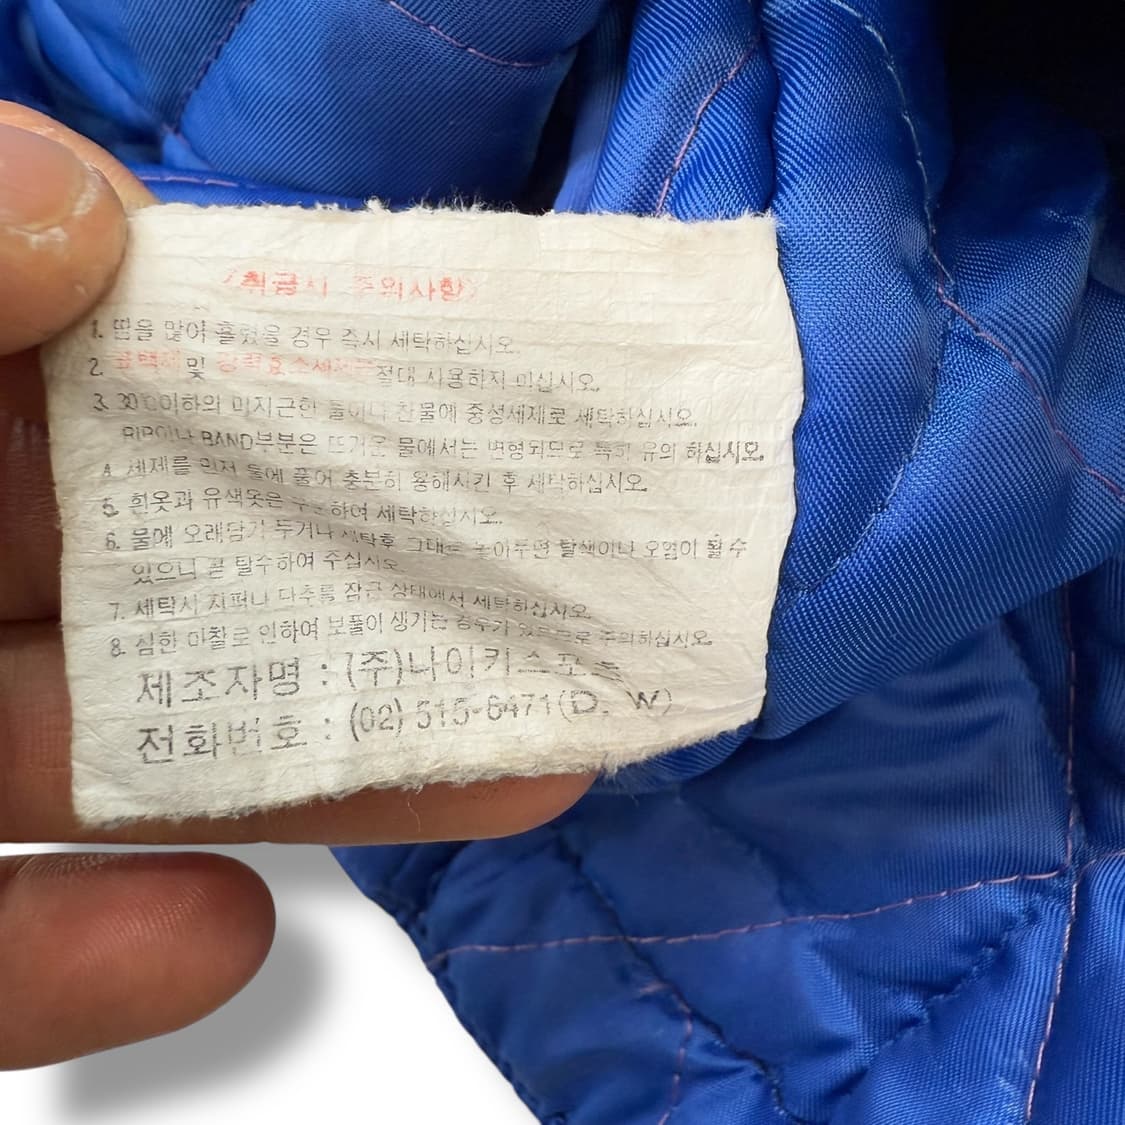 <취급시 주의사항>
1. 땀을 많이 흘렸을 경우 즉시 세탁하십시오.
2. 표백제 및 강력효소세제는 절대 사용하지 마십시오.
3. 30℃이하의 미지근한 물이나 찬물에 중성세제로 세탁하십시오.
BAND부분은 뜨거운 물에서는 변형되므로 특히 유의 하십시오.
4. 세제를 먼저 물에 풀어 충분히 용해시킨 후 세탁하십시오.
5. 흰옷과 유색옷은 하여 세탁하십시오.
6. 물에 오래담가 두거나 세탁후 그대로 놓아두면 탈색이나 오염이 될수
있으니 꼭 탈수하여 주십시오
7. 세탁시 지퍼나 단추를 잠근 상태에서 세탁하십시오.
8. 심한 마찰로 인하여 보풀이 생기는 경우가 있으므로 주의하십시오.
제조자명 : (주)나이키스포츠
전화번호 : (02) 515-6471(D. W)